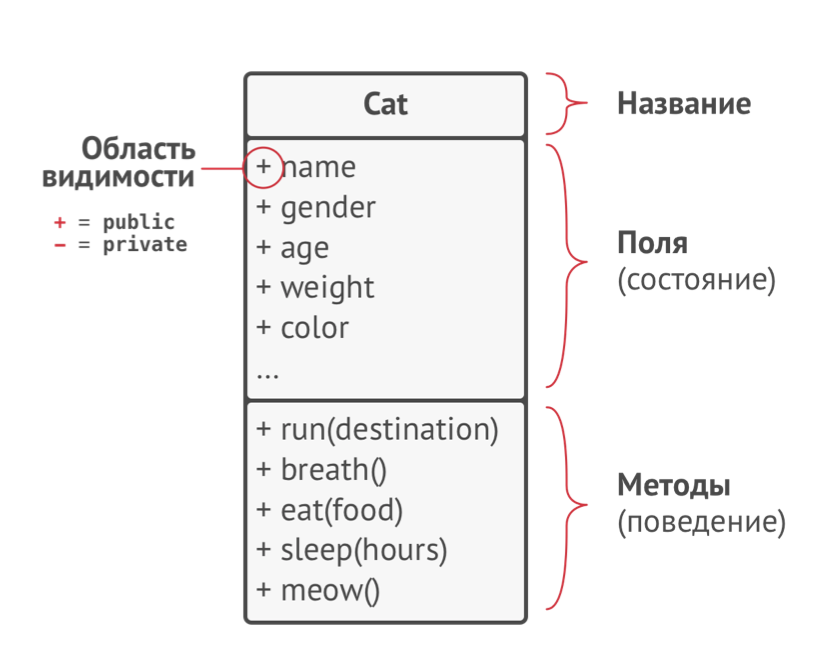 Cat
Название
Область
видимости
+ = public
– = private
+ name
+ gender
+ age
+ weight
+ color
...
Поля
(состояние)
+ run(destination)
+ breath()
+ eat(food)
+ sleep(hours)
+ meow()
Методы
(поведение)